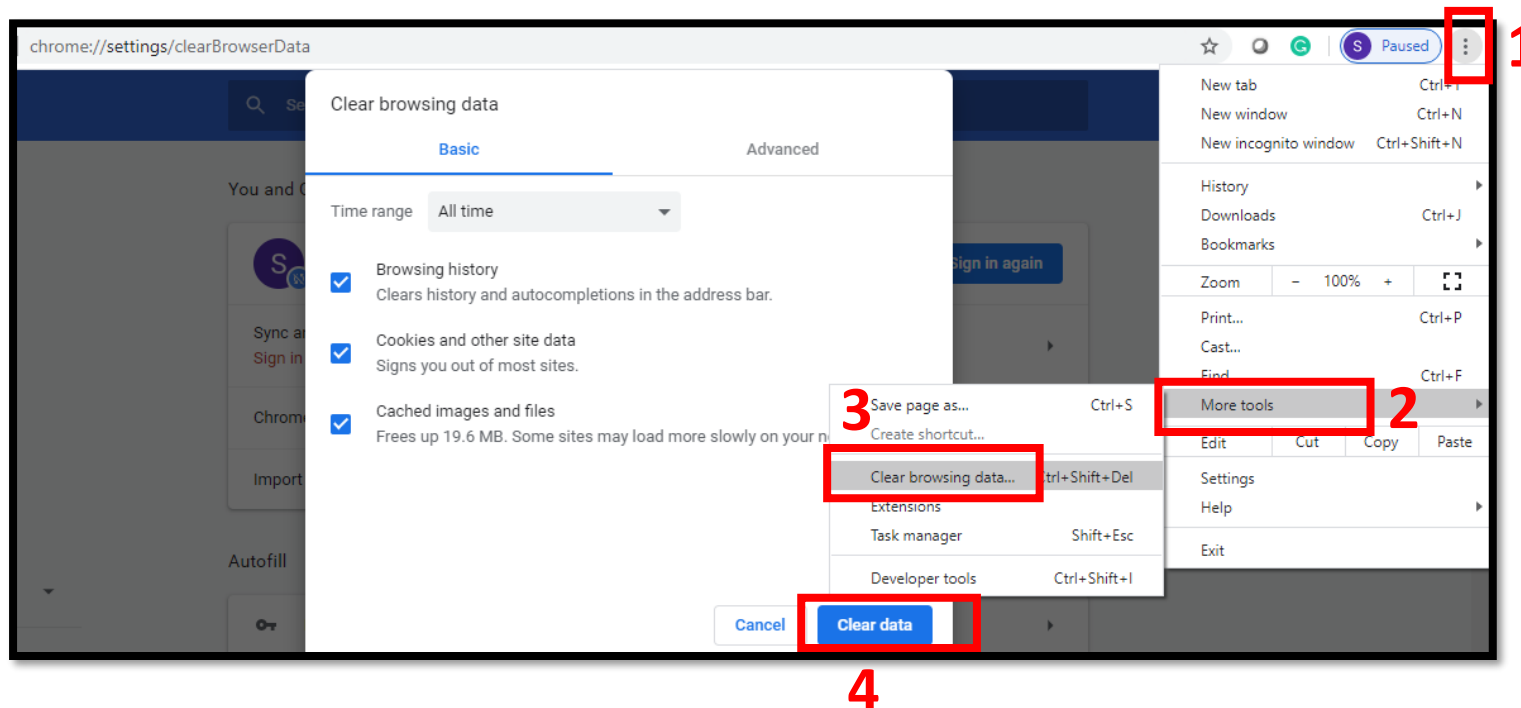 chrome://settings/clearBrowserData
S Paused
1
New tab Ctrl+T
New window Ctrl+N
New incognito window Ctrl+Shift+N
History
Downloads Ctrl+J
Bookmarks
Zoom - 100% +
Print... Ctrl+P
Cast...
Find Ctrl+F
More tools 2
Edit Cut Copy Paste
Settings
Help
Exit
Se
Clear browsing data
Basic Advanced
Time range All time
Browsing history
Clears history and autocompletions in the address bar.
Cookies and other site data
Signs you out of most sites.
Cached images and files
Frees up 19.6 MB. Some sites may load more slowly on your
Cancel Clear data
4
3
Save page as... Ctrl+S
Create shortcut...
Clear browsing data... Ctrl+Shift+Del
Extensions
Task manager Shift+Esc
Developer tools Ctrl+Shift+I
You and
S
Sign in again
Sync
Sign in
Chrom
Import
Autofill